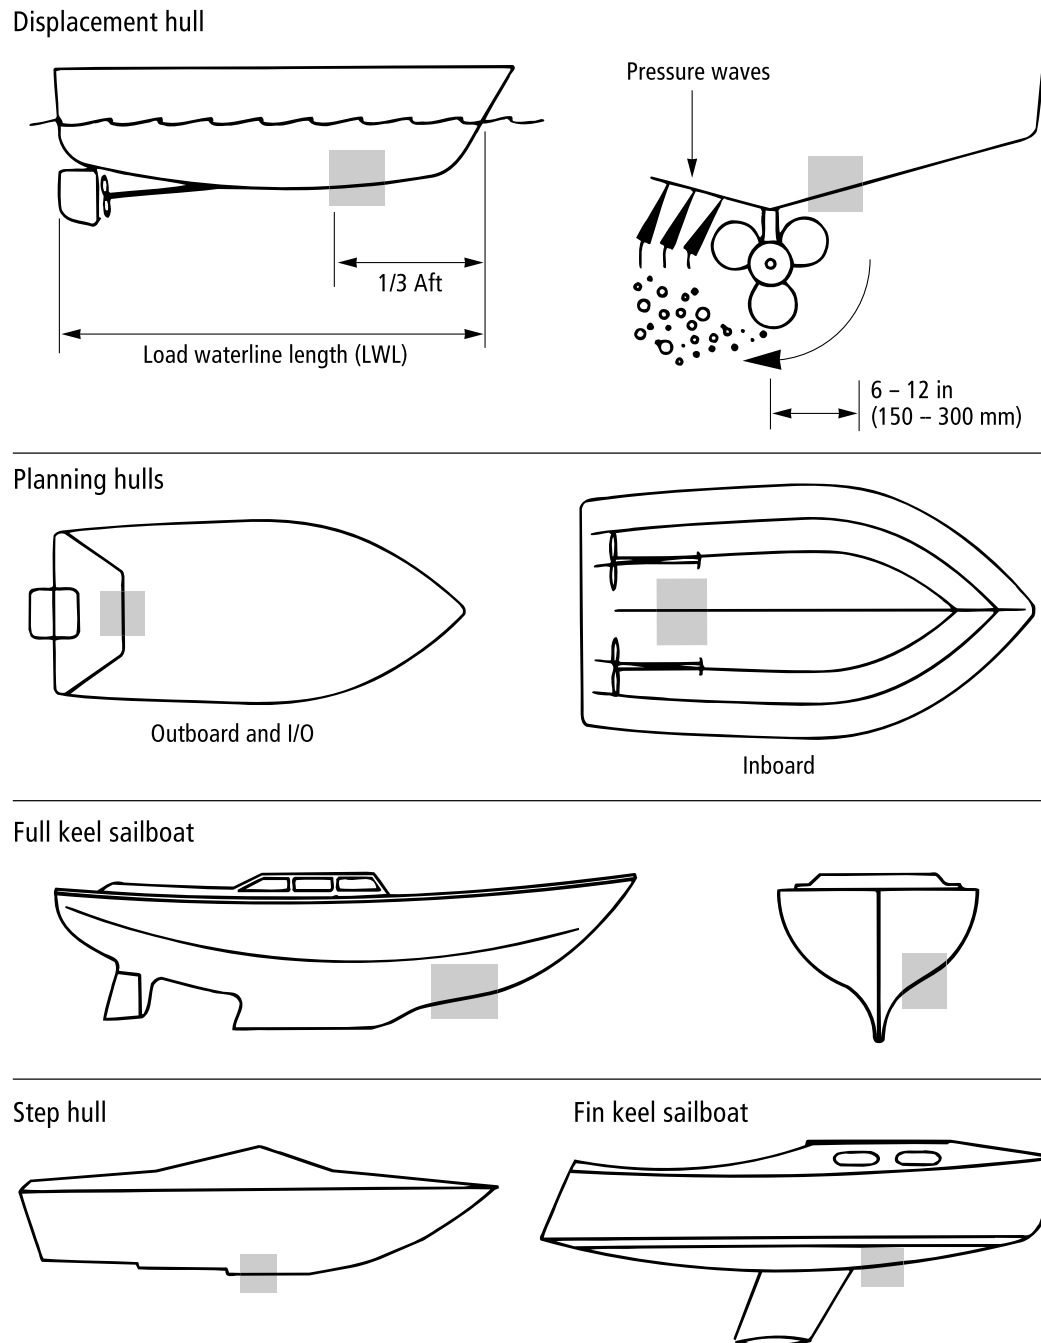 Displacement hull
Pressure waves
1/3 Aft
Load waterline length (LWL)
6 – 12 in
(150 – 300 mm)
Planning hulls
Outboard and I/O
Inboard
Full keel sailboat
Step hull
Fin keel sailboat